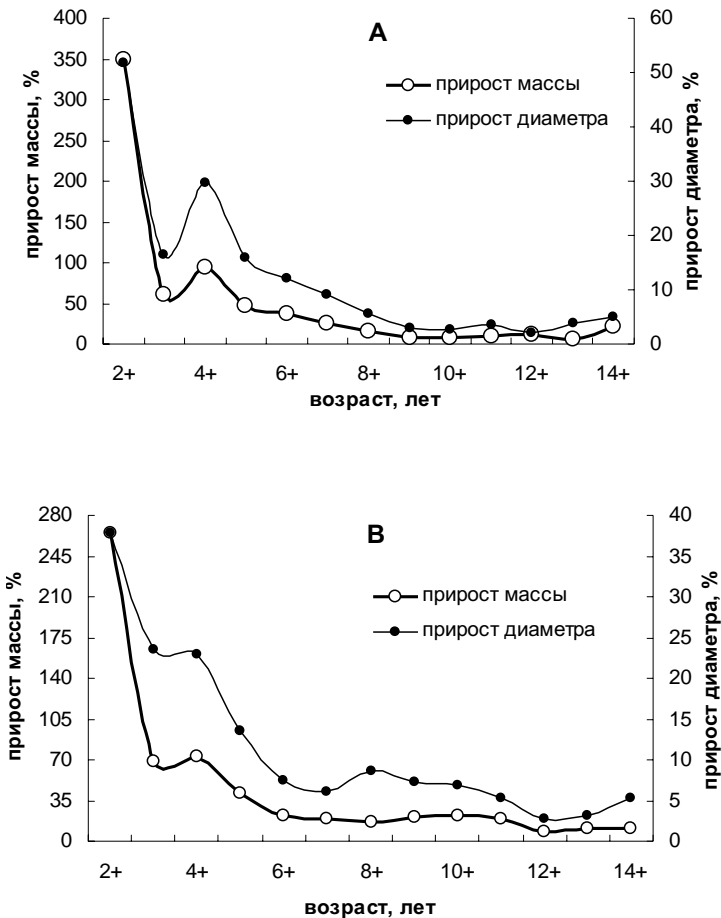 А
прирост массы, %
400
350
300
250
200
150
100
50
0
прирост массы
прирост диаметра
60
50
40
30
20
10
0
прирост диаметра, %
2+ 4+ 6+ 8+ 10+ 12+ 14+
возраст, лет
В
прирост массы, %
280
245
210
175
140
105
70
35
0
прирост массы
прирост диаметра
40
35
30
25
20
15
10
5
0
прирост диаметра, %
2+ 4+ 6+ 8+ 10+ 12+ 14+
возраст, лет